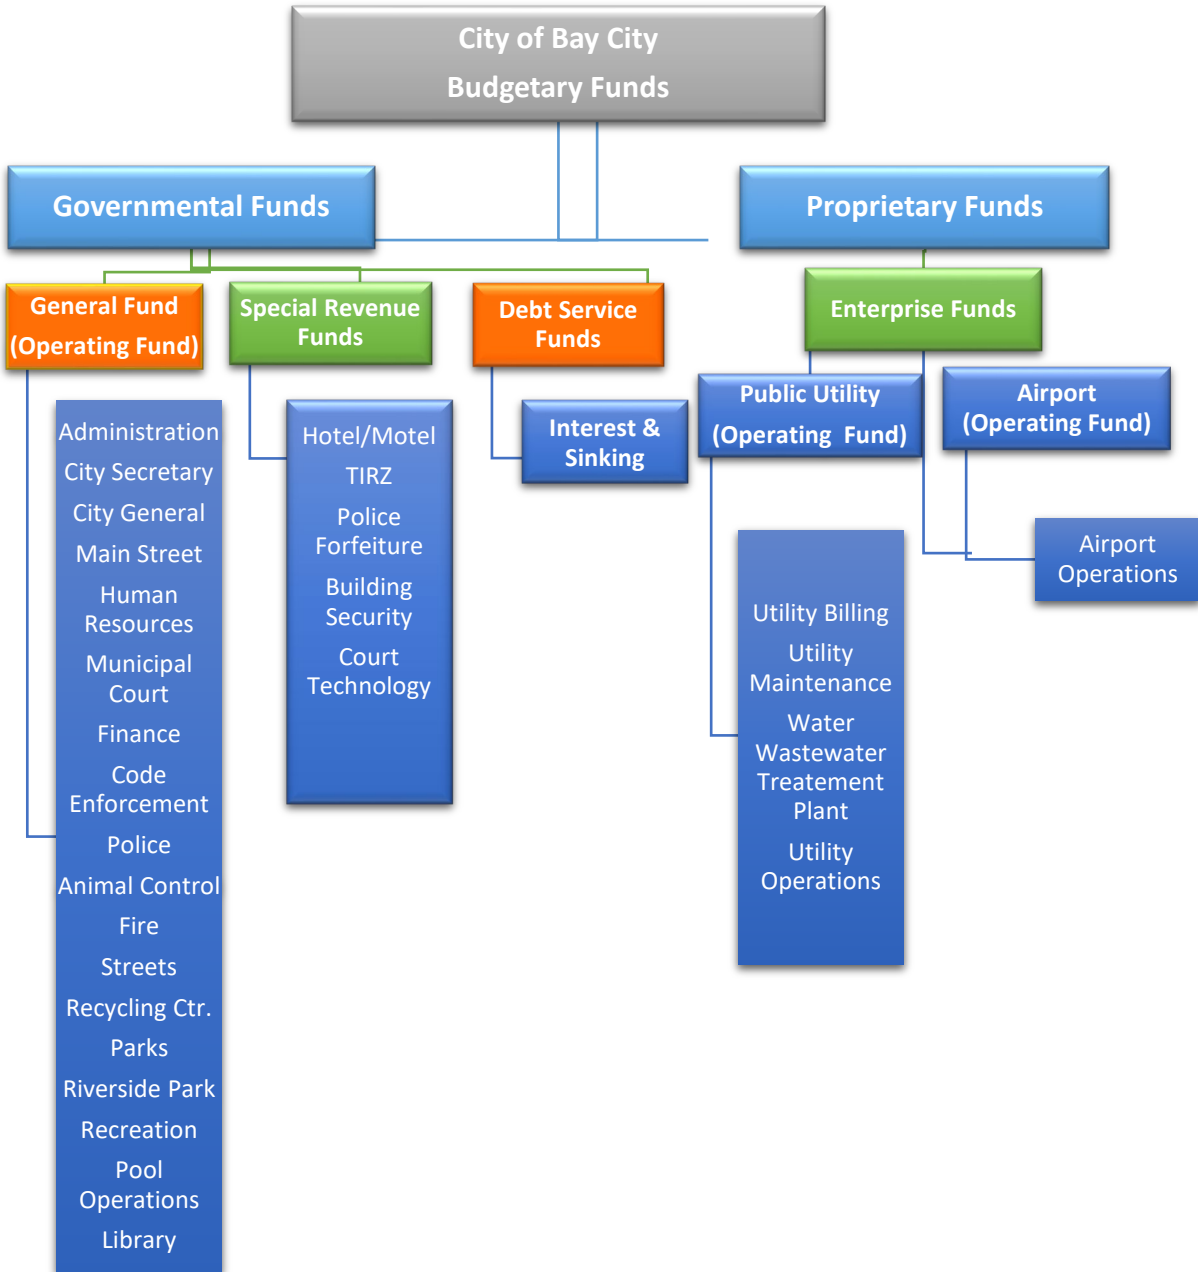 City of Bay City
Budgetary Funds
Governmental Funds
Proprietary Funds
General Fund
(Operating Fund)
Special Revenue
Funds
Debt Service
Funds
Enterprise Funds
Public Utility
(Operating Fund)
Airport
(Operating Fund)
Interest &
Sinking
Administration
City Secretary
City General
Main Street
Human
Resources
Municipal
Court
Finance
Code
Enforcement
Police
Animal Control
Fire
Streets
Recycling Ctr.
Parks
Riverside Park
Recreation
Pool
Operations
Library
Hotel/Motel
TIRZ
Police
Forfeiture
Building
Security
Court
Technology
Utility Billing
Utility
Maintenance
Water
Wastewater
Treatement
Plant
Utility
Operations
Airport
Operations